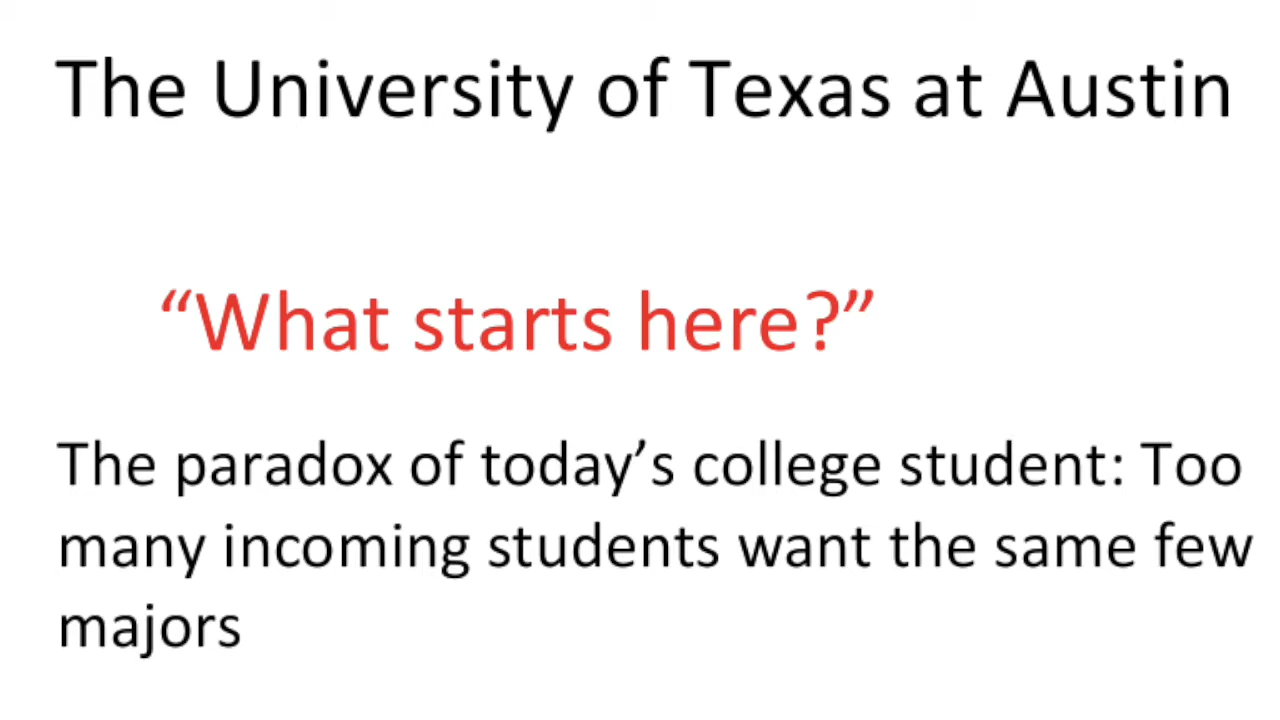 The University of Texas at Austin
“What starts here?”
The paradox of today’s college student: Too
many incoming students want the same few
majors